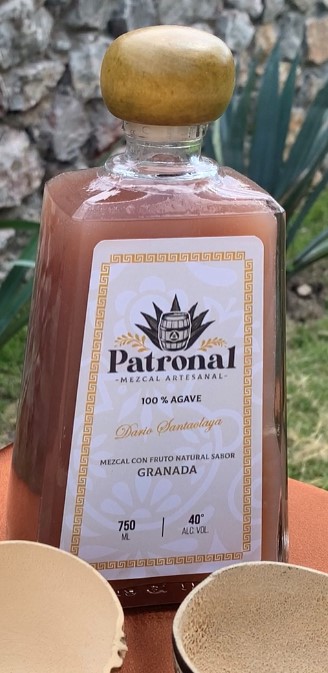 Patronal
-MEZCAL ARTESANAL-
100 % AGAVE
Dario Santaolaya
MEZCAL CON FRUTO NATURAL SABOR
GRANADA
750
ML
40°
ALC. VOL.